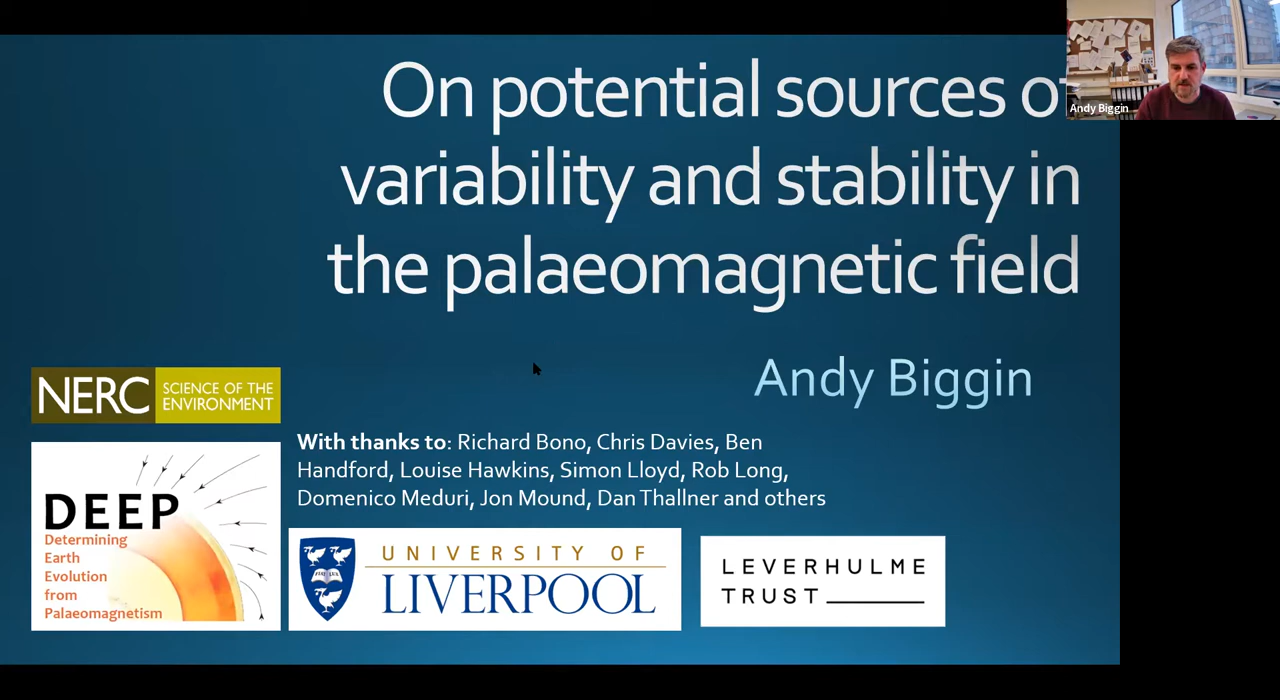 On potential sources of
variability and stability in
the palaeomagnetic field
Andy Biggin
Andy Biggin
NERC
SCIENCE OF THE
ENVIRONMENT
With thanks to: Richard Bono, Chris Davies, Ben
Handford, Louise Hawkins, Simon Lloyd, Rob Long,
Domenico Meduri, Jon Mound, Dan Thallner and others
DEEP
Determining
Earth
Evolution
from
Palaeomagnetism
UNIVERSITY OF
LIVERPOOL
LEVERHULME
TRUST